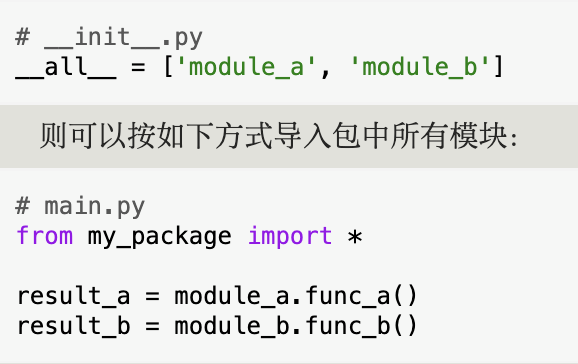 # __init__.py
__all__ = ['module_a', 'module_b']
则可以按如下方式导入包中所有模块：
# main.py
from my_package import *
result_a = module_a.func_a()
result_b = module_b.func_b()